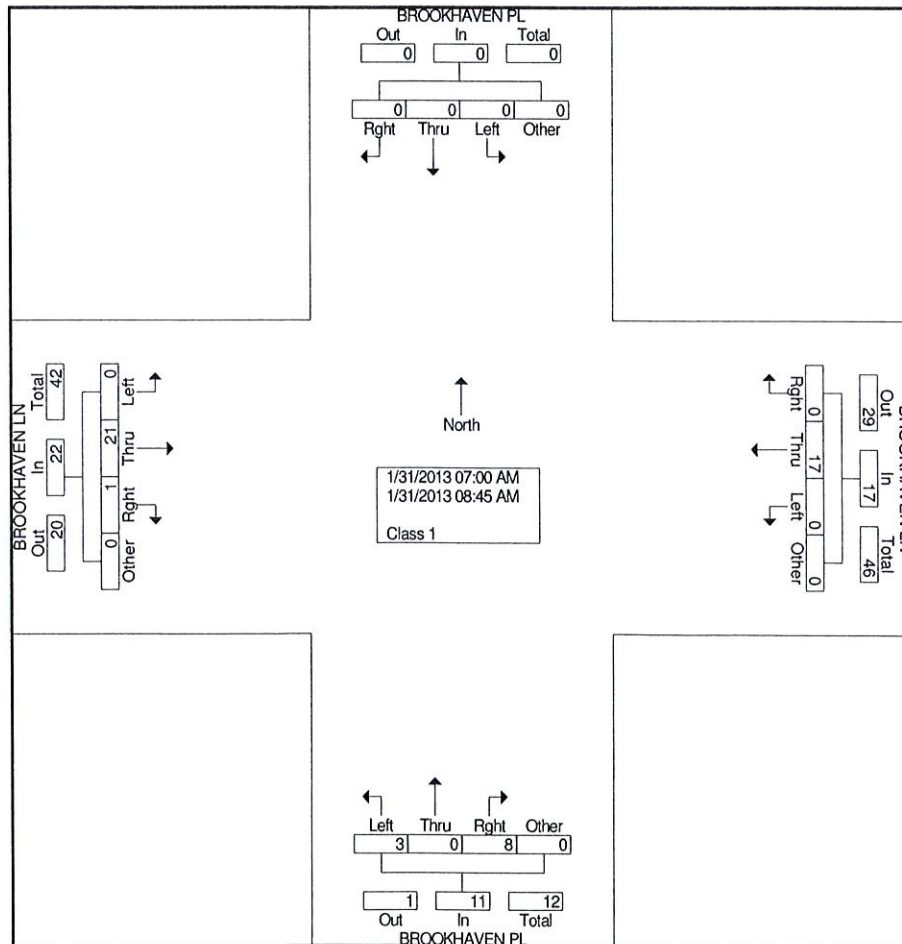 BROOKHAVEN PL
Out In Total
0 0 0
0 0 0 0
Rght Thru Left Other
BROOKHAVEN LN
Total In Out
42 22 20
0 21 1 0
Left Thru Rght Other
North
1/31/2013 07:00 AM
1/31/2013 08:45 AM
Class 1
Rght Thru Left Other
0 17 0 0
29 17 46
Out In Total
Left Thru Rght Other
3 0 8 0
1 11 12
Out In Total
BROOKHAVEN PL